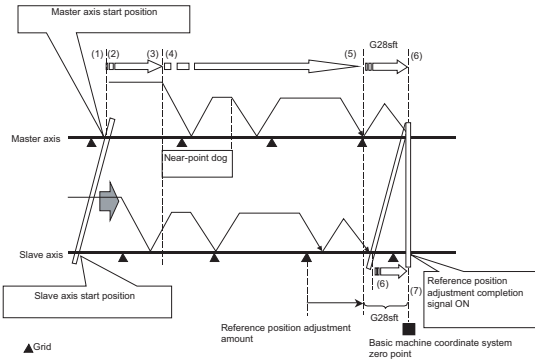 Master axis start position
G28sft
(1) (2) (3) (4) (5) (6)
Master axis
Near-point dog
Slave axis
(6)
(7)
Slave axis start position
Reference position adjustment
amount
G28sft
Reference position
adjustment completion
signal ON
Basic machine coordinate system
zero point
Grid